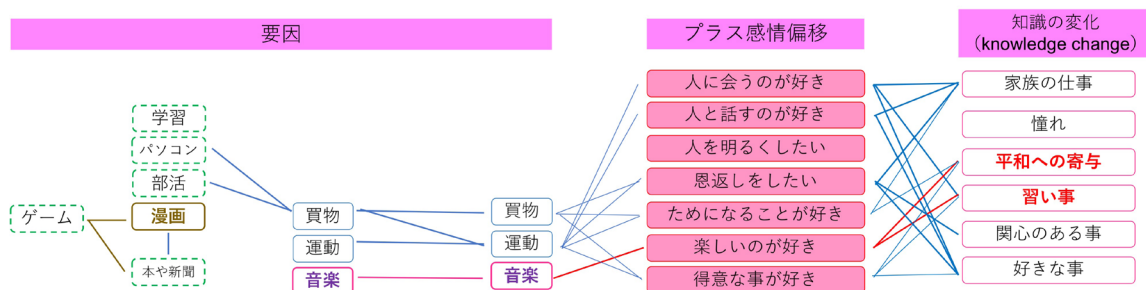 要因
プラス感情偏移
知識の変化
（knowledge change）
学習
パソコン
部活
ゲーム
漫画
本や新聞
買物
運動
音楽
買物
運動
音楽
人に会うのが好き
人と話すのが好き
人を明るくしたい
恩返しをしたい
ためになることが好き
楽しいのが好き
得意な事が好き
家族の仕事
憧れ
平和への寄与
習い事
関心のある事
好きな事